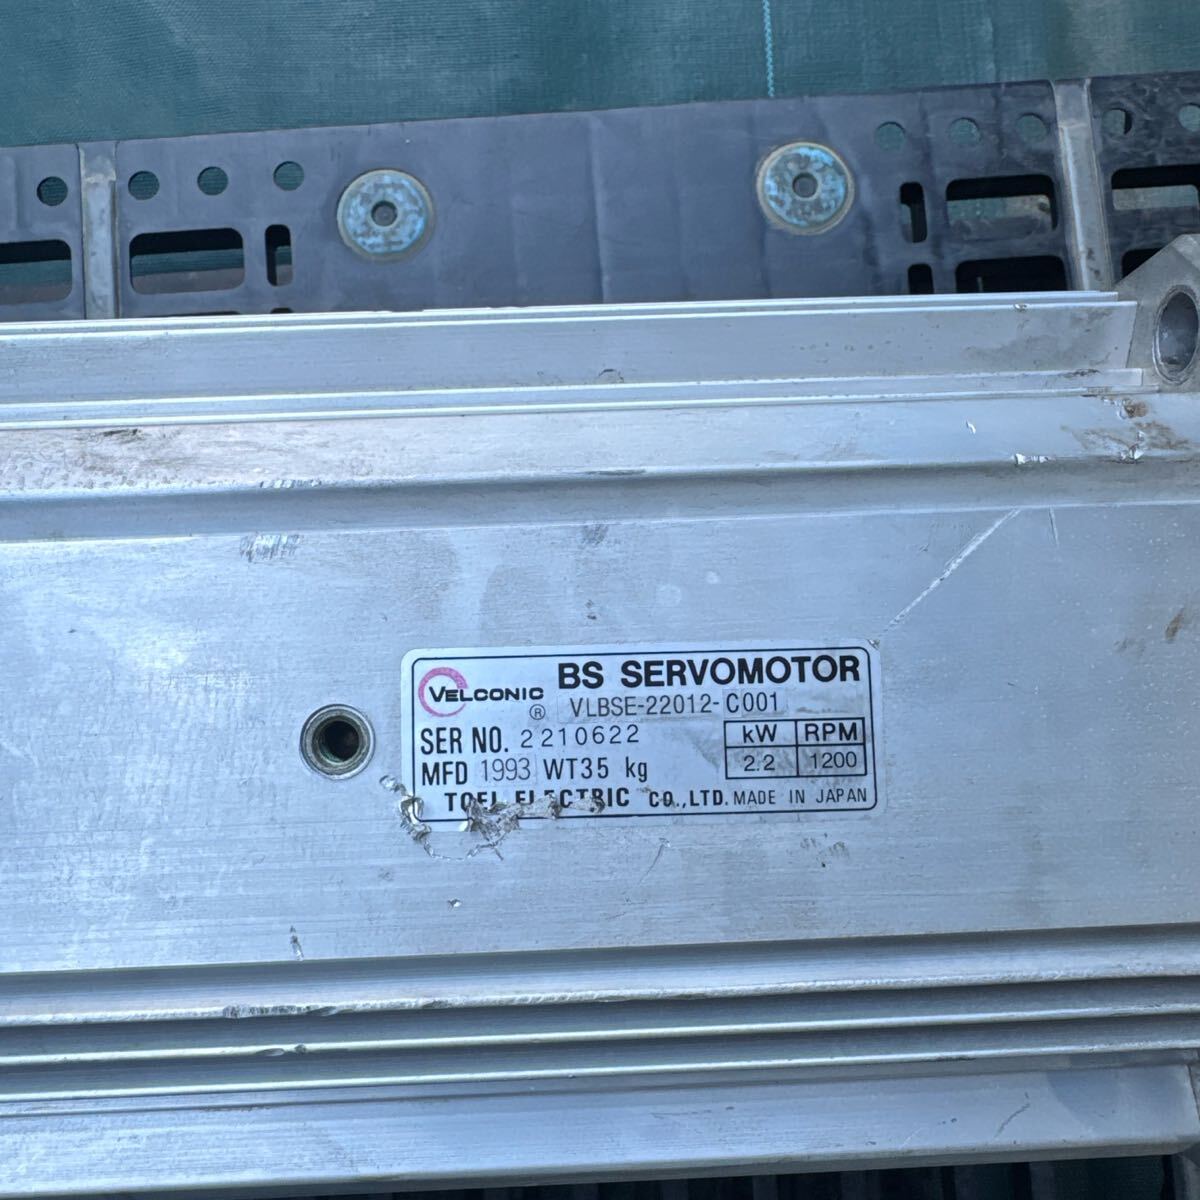 VELCONIC ® BS SERVOMOTOR
VLBSE-22012-C001
SER NO. 2210622
kW RPM
2.2 1200
MFD 1993 WT35 kg
TOEI ELECTRIC CO.,LTD. MADE IN JAPAN